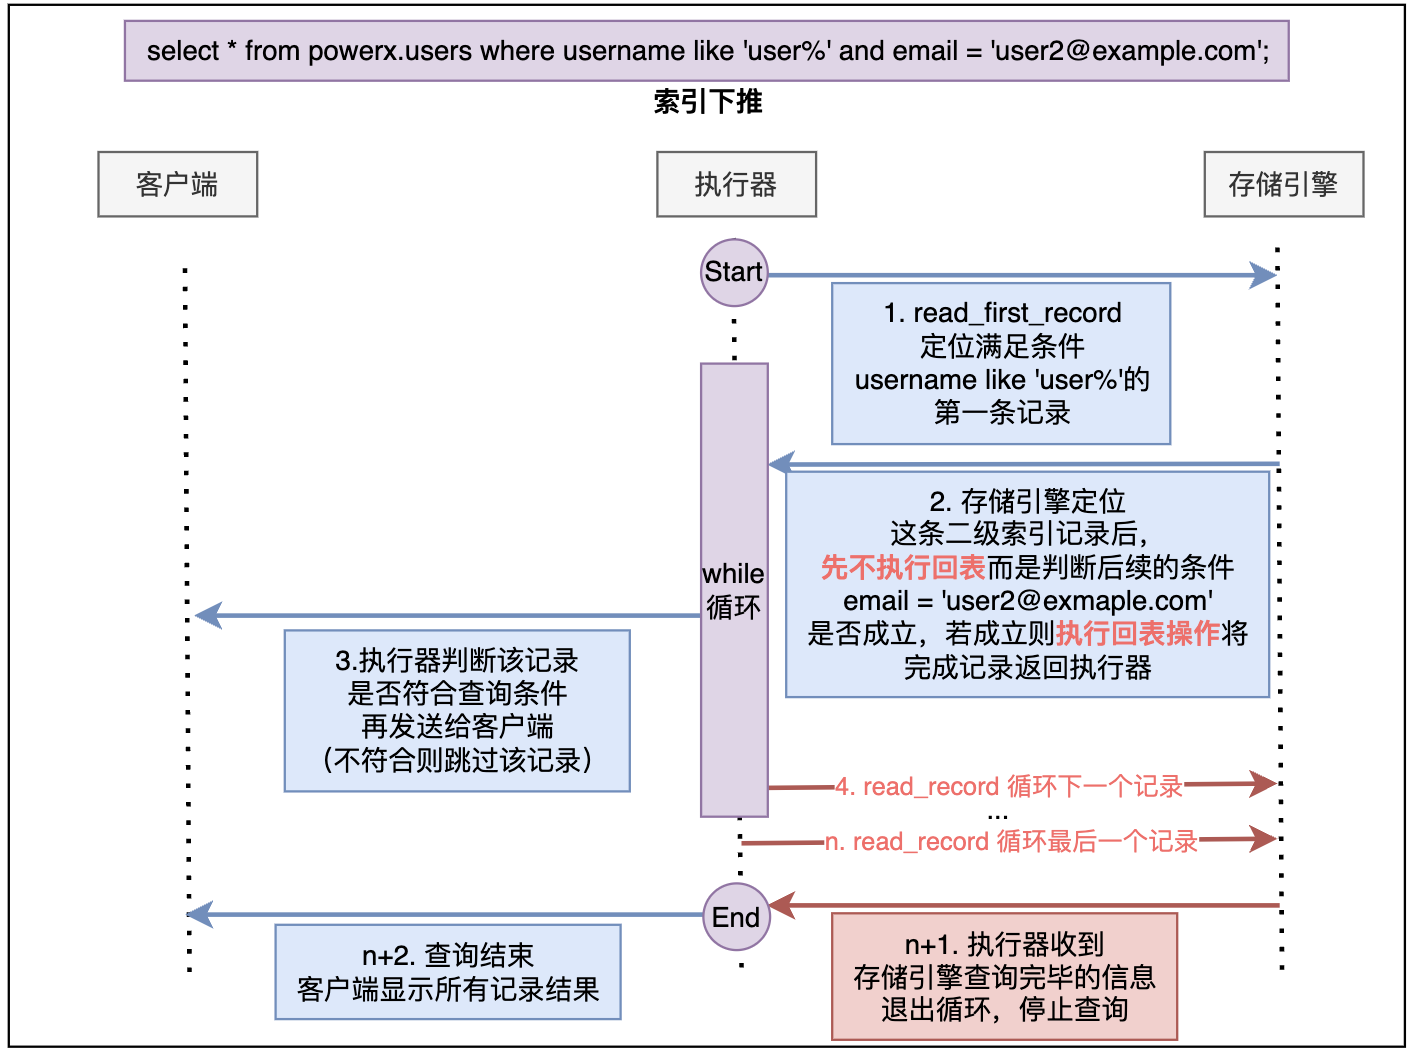 select * from powerx.users where username like 'user%' and email = 'user2@example.com';
索引下推
客户端
执行器
存储引擎
Start
1. read_first_record
定位满足条件
username like 'user%'的
第一条记录
2. 存储引擎定位
这条二级索引记录后，
先不执行回表而是判断后续的条件
email = 'user2@exmaple.com'
是否成立，若成立则执行回表操作将
完成记录返回执行器
while
循环
3.执行器判断该记录
是否符合查询条件
再发送给客户端
（不符合则跳过该记录）
4. read_record 循环下一个记录
...
n. read_record 循环最后一个记录
End
n+1. 执行器收到
存储引擎查询完毕的信息
退出循环，停止查询
n+2. 查询结束
客户端显示所有记录结果